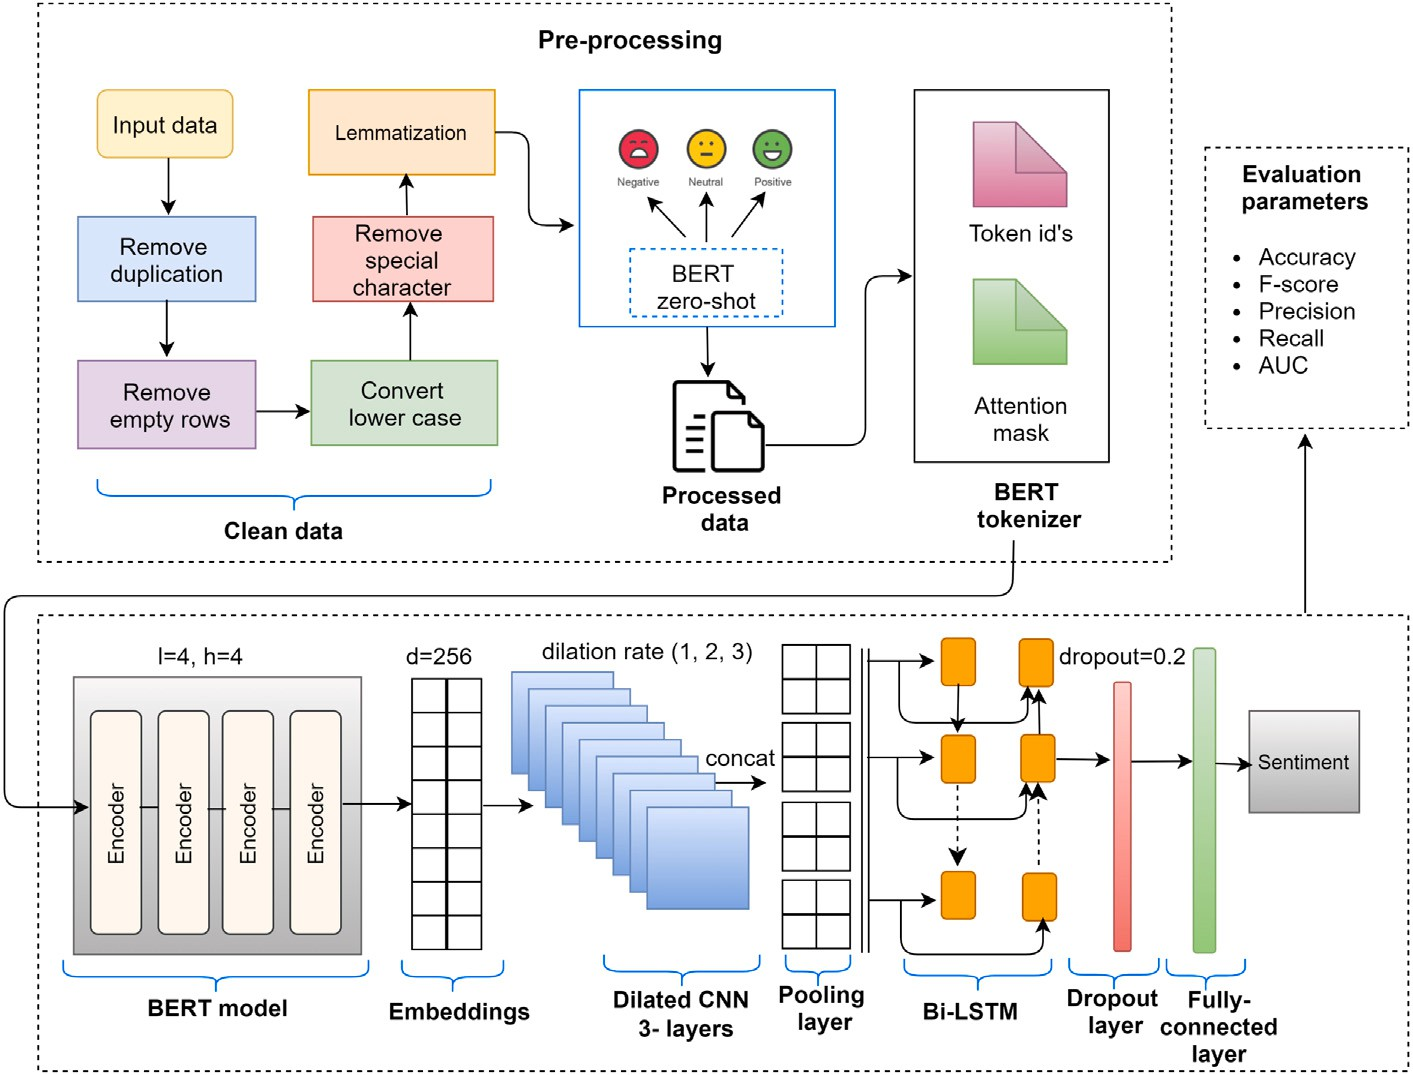 Pre-processing
Input data
Remove
duplication
Remove
empty rows
Convert
lower case
Remove
special
character
Lemmatization
Clean data
Negative
Neutral
Positive
BERT
zero-shot
Processed
data
Token id's
Attention
mask
BERT
tokenizer
Evaluation
parameters
• Accuracy
• F-score
• Precision
• Recall
• AUC
l=4, h=4
Encoder
Encoder
Encoder
Encoder
BERT model
d=256
Embeddings
dilation rate (1, 2, 3)
concat
Dilated CNN
3- layers
Pooling
layer
Bi-LSTM
dropout=0.2
Dropout
layer
Fully-
connected
layer
Sentiment